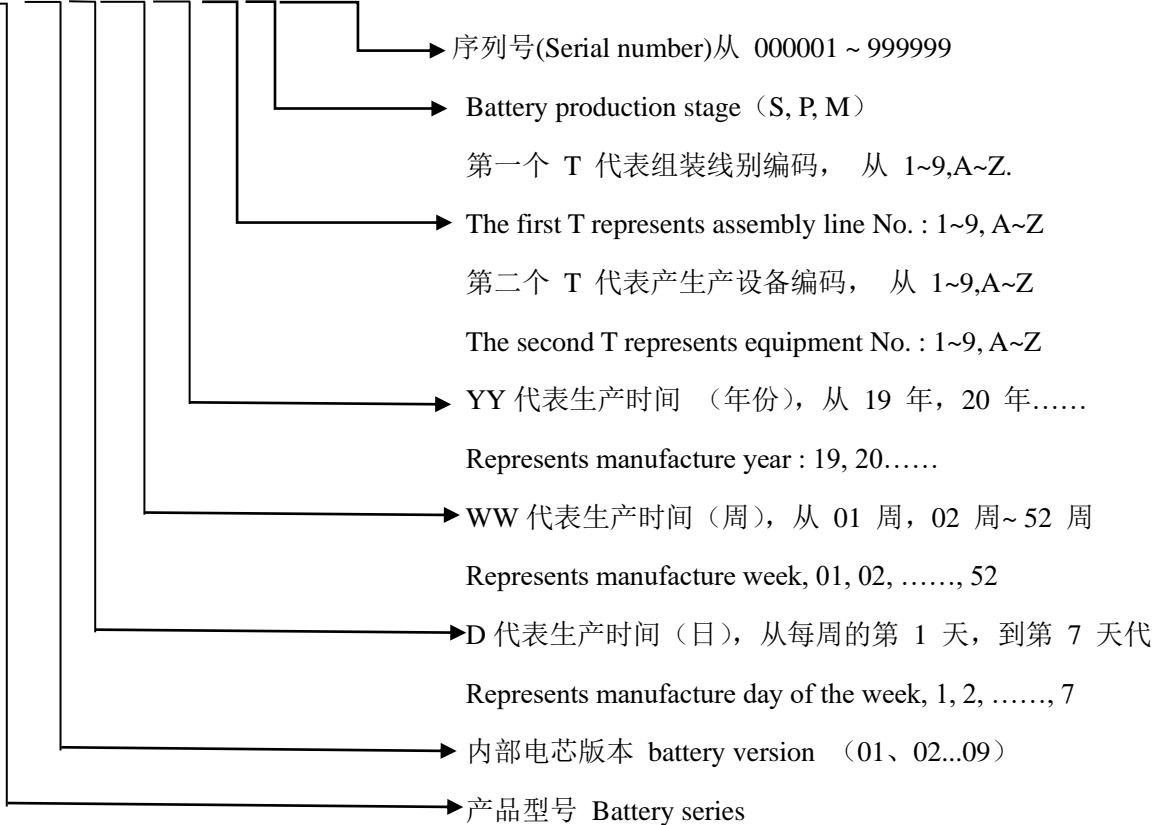 序列号(Serial number)从 000001 ~ 999999
Battery production stage（S, P, M）
第一个 T 代表组装线别编码， 从 1~9,A~Z.
The first T represents assembly line No. : 1~9, A~Z
第二个 T 代表产生产设备编码， 从 1~9,A~Z
The second T represents equipment No. : 1~9, A~Z
YY 代表生产时间 （年份），从 19 年，20 年……
Represents manufacture year : 19, 20……
WW 代表生产时间（周），从 01 周，02 周~ 52 周
Represents manufacture week, 01, 02, ……, 52
D 代表生产时间（日），从每周的第 1 天，到第 7 天代
Represents manufacture day of the week, 1, 2, ……, 7
内部电芯版本 battery version （01、02...09）
产品型号 Battery series